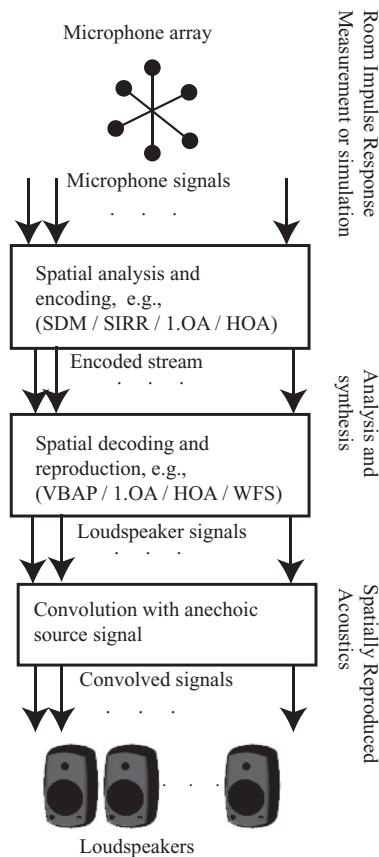 Microphone array
Microphone signals
. . .
Spatial analysis and
encoding, e.g.,
(SDM / SIRR / 1.OA / HOA)
Encoded stream
. . .
Spatial decoding and
reproduction, e.g.,
(VBAP / 1.OA / HOA / WFS)
Loudspeaker signals
. . .
Convolution with anechoic
source signal
Convolved signals
. . .
. . .
Loudspeakers
Room Impulse Response
Measurement or simulation
Analysis and
synthesis
Spatially Reproduced
Acoustics